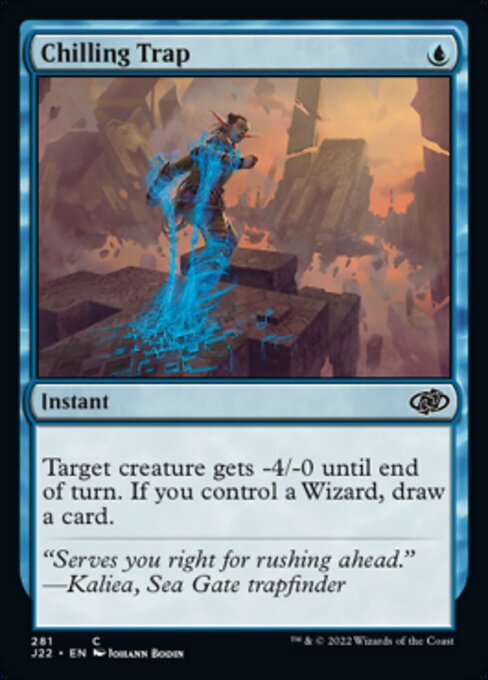 Chilling Trap
Instant
Target creature gets -4/-0 until end
of turn. If you control a Wizard, draw
a card.
“Serves you right for rushing ahead.”
—Kaliea, Sea Gate trapfinder
281 C
J22 • EN Johann Bodin
™ & © 2022 Wizards of the Coast